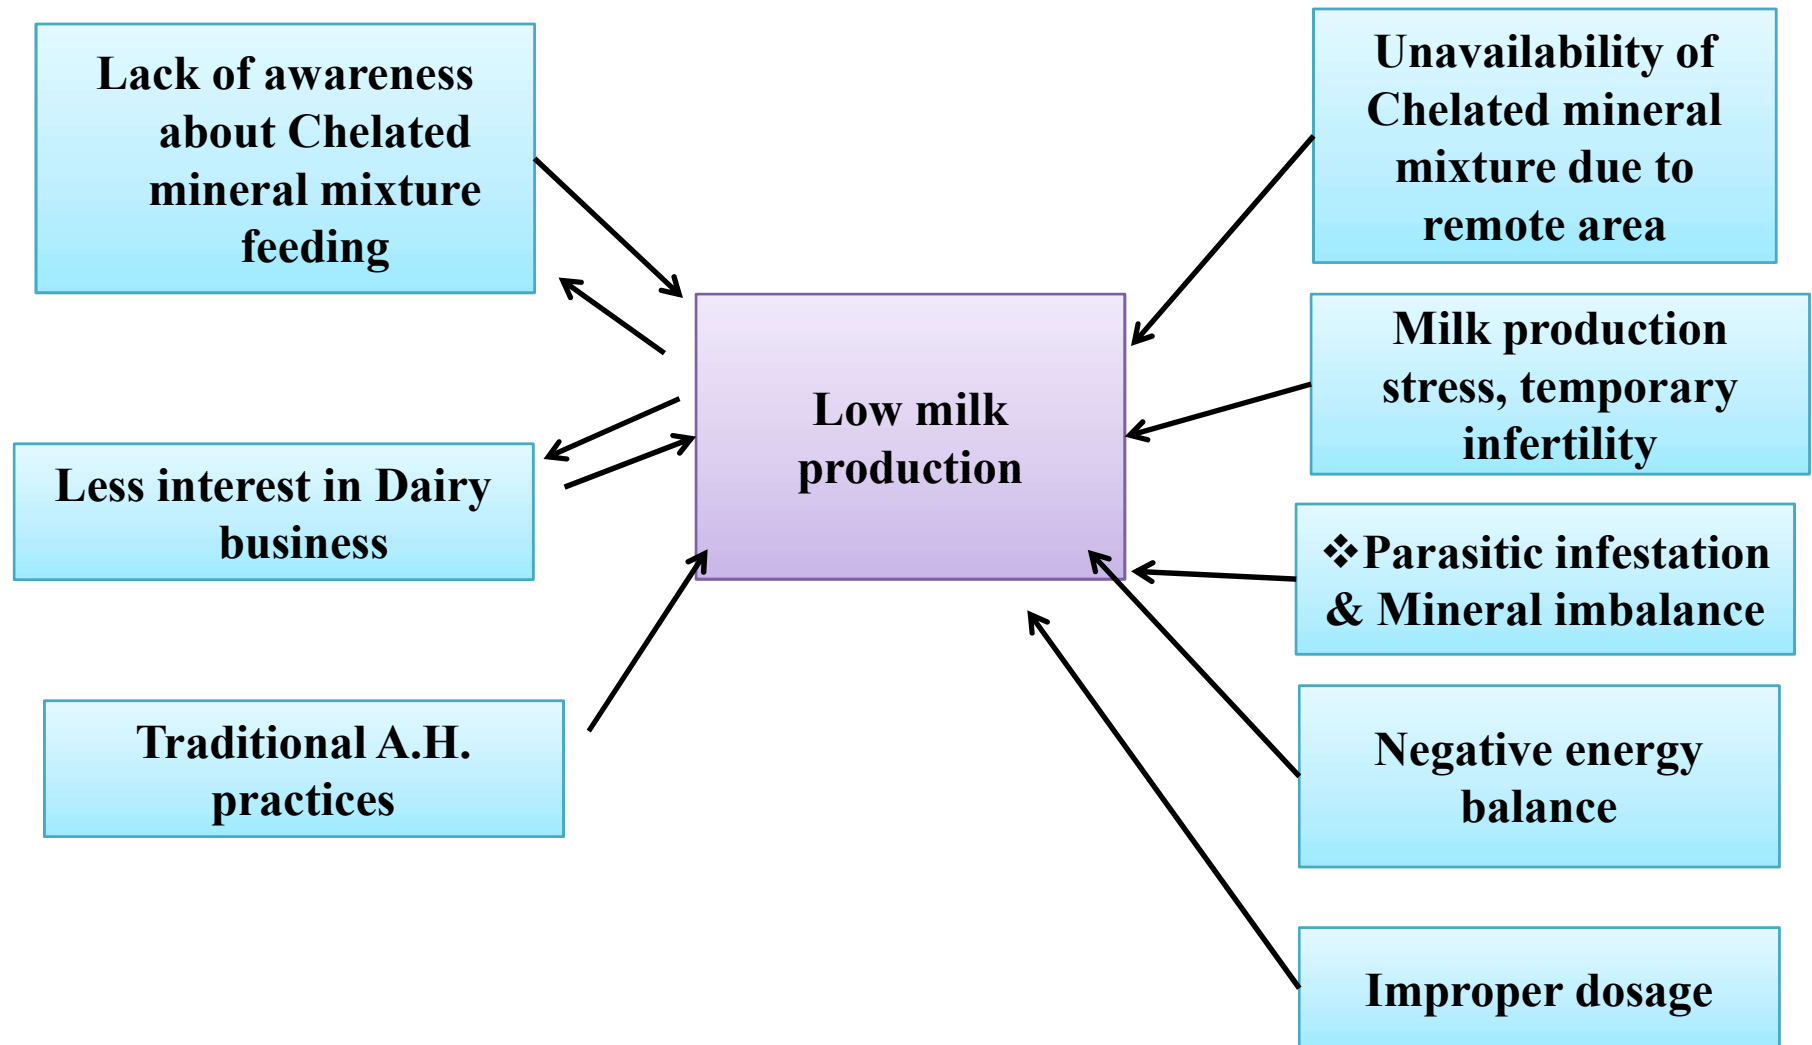 Lack of awareness
about Chelated
mineral mixture
feeding
Less interest in Dairy
business
Traditional A.H.
practices
Low milk
production
Unavailability of
Chelated mineral
mixture due to
remote area
Milk production
stress, temporary
infertility
❖Parasitic infestation
& Mineral imbalance
Negative energy
balance
Improper dosage